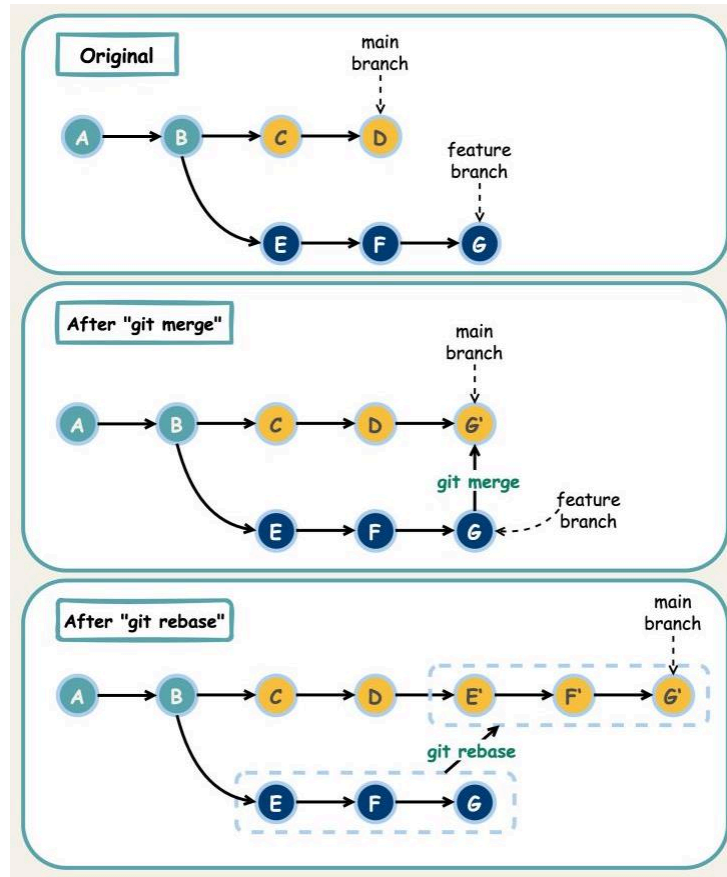 Original
main
branch
A
B
C
D
feature
branch
E
F
G
After "git merge"
main
branch
A
B
C
D
G'
git merge
feature
branch
E
F
G
After "git rebase"
main
branch
A
B
C
D
E'
F'
G'
git rebase
E
F
G